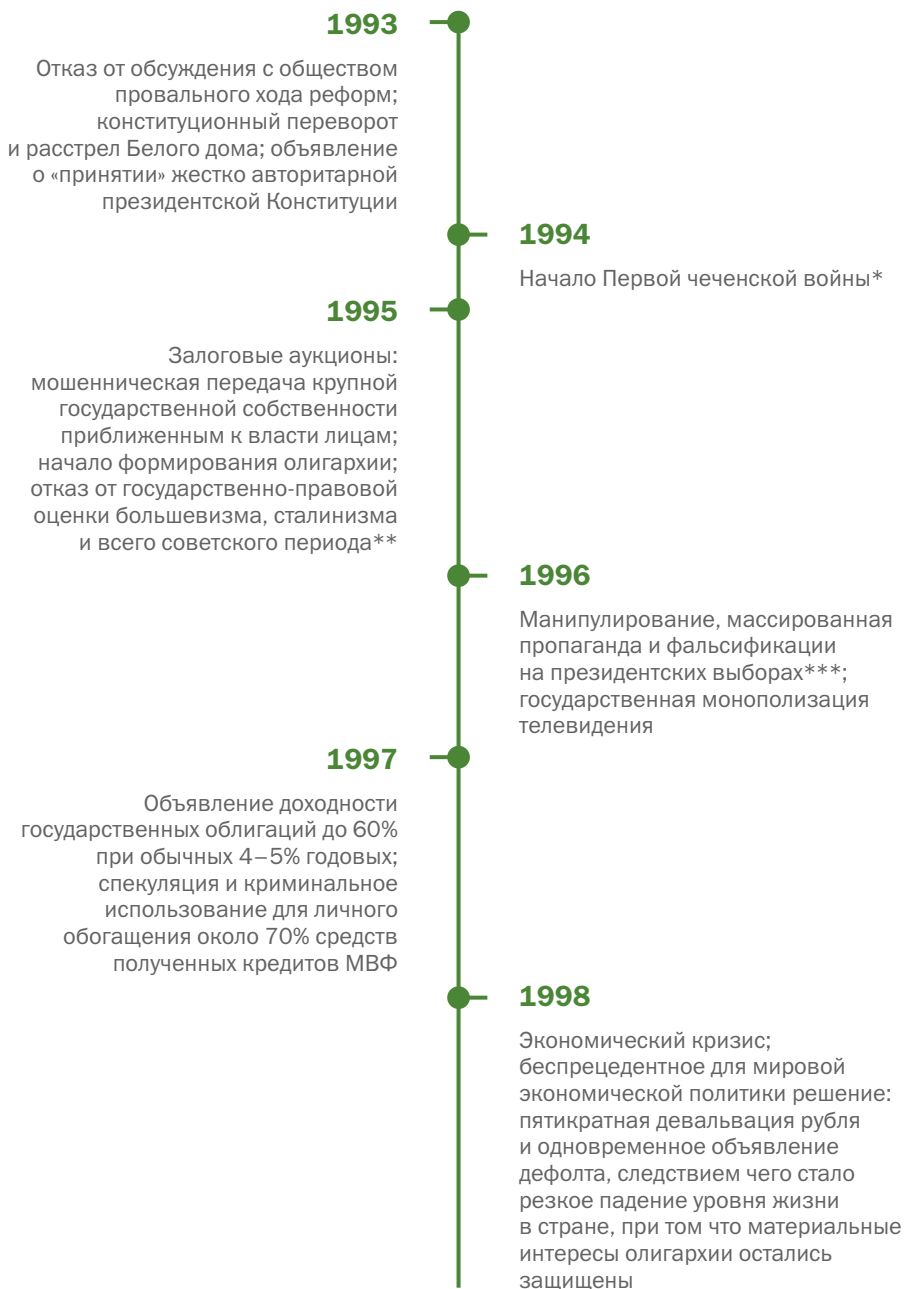 1993
Отказ от обсуждения с обществом
провального хода реформ;
конституционный переворот
и расстрел Белого дома; объявление
о «принятии» жестко авторитарной
президентской Конституции
1994
Начало Первой чеченской войны*
1995
Залоговые аукционы:
мошенническая передача крупной
государственной собственности
приближенным к власти лицам;
начало формирования олигархии;
отказ от государственно-правовой
оценки большевизма, сталинизма
и всего советского периода**
1996
Манипулирование, массированная
пропаганда и фальсификации
на президентских выборах***;
государственная монополизация
телевидения
1997
Объявление доходности
государственных облигаций до 60%
при обычных 4–5% годовых;
спекуляция и криминальное
использование для личного
обогащения около 70% средств
полученных кредитов МВФ
1998
Экономический кризис;
беспрецедентное для мировой
экономической политики решение:
пятикратная девальвация рубля
и одновременное объявление
дефолта, следствием чего стало
резкое падение уровня жизни
в стране, при том что материальные
интересы олигархии остались
защищены